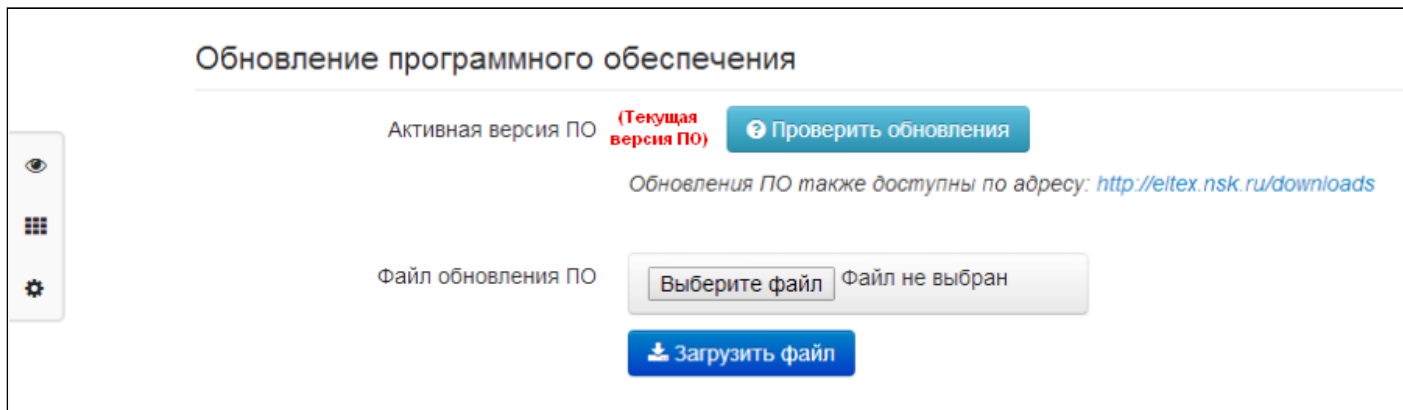 Обновление программного обеспечения
Активная версия ПО (Текущая версия ПО) Проверить обновления
Обновления ПО также доступны по адресу: http://eltex.nsk.ru/downloads
Файл обновления ПО Выберите файл Файл не выбран
Загрузить файл